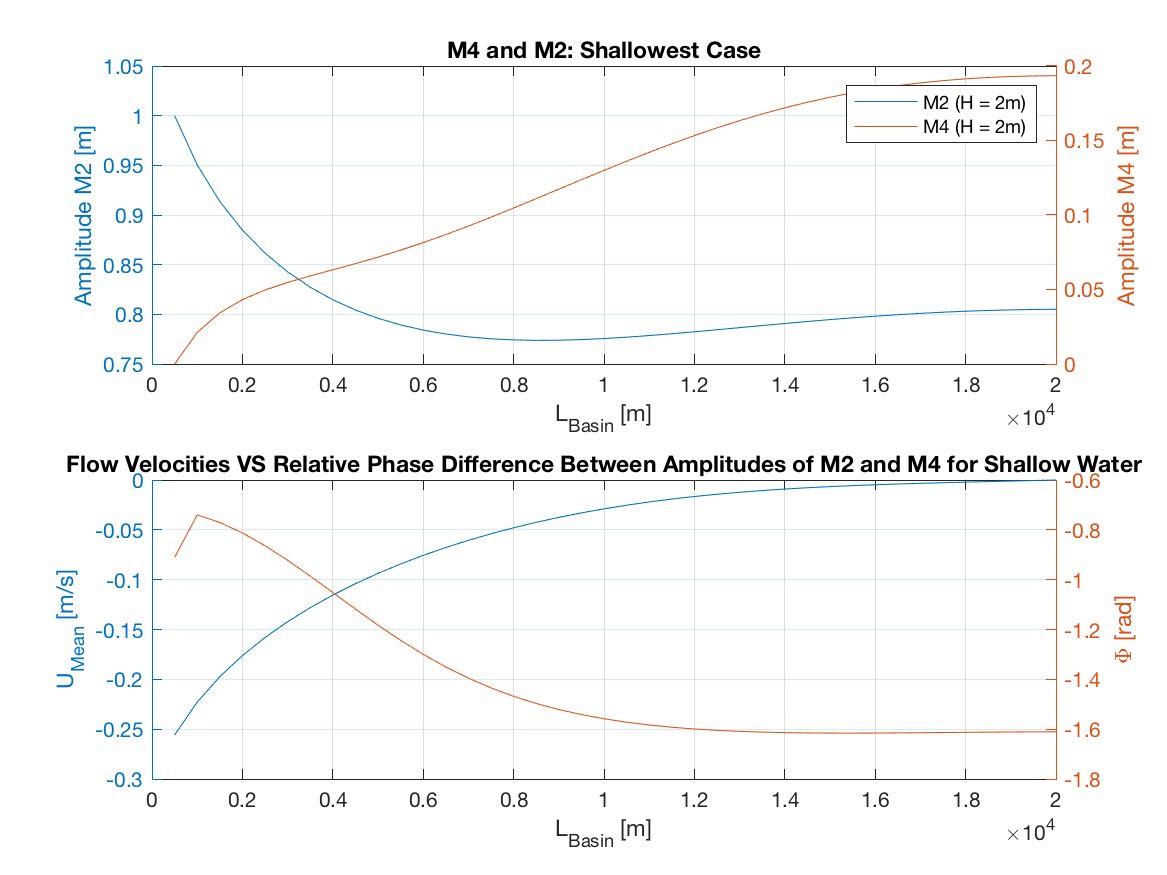 M4 and M2: Shallowest Case
1.05
1
0.95
0.9
0.85
0.8
0.75
Amplitude M2 [m]
0.2
0.15
0.1
0.05
0
Amplitude M4 [m]
M2 (H = 2m)
M4 (H = 2m)
0 0.2 0.4 0.6 0.8 1 1.2 1.4 1.6 1.8 2
L_Basin [m]
×10^4
Flow Velocities VS Relative Phase Difference Between Amplitudes of M2 and M4 for Shallow Water
0
-0.05
-0.1
-0.15
-0.2
-0.25
-0.3
U_Mean [m/s]
-0.6
-0.8
-1
-1.2
-1.4
-1.6
-1.8
Φ [rad]
0 0.2 0.4 0.6 0.8 1 1.2 1.4 1.6 1.8 2
L_Basin [m]
×10^4